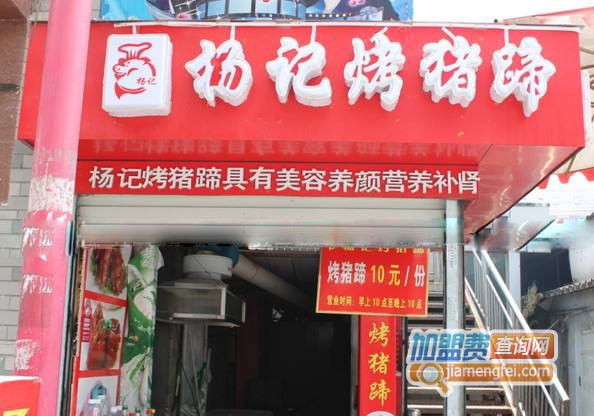 杨记烤猪蹄
杨记
杨记烤猪蹄具有美容养颜营养补肾
烤猪蹄10元/份
营业时间：早上10点至晚上10点
烤猪蹄
加盟费查询网
jiamengfei.com